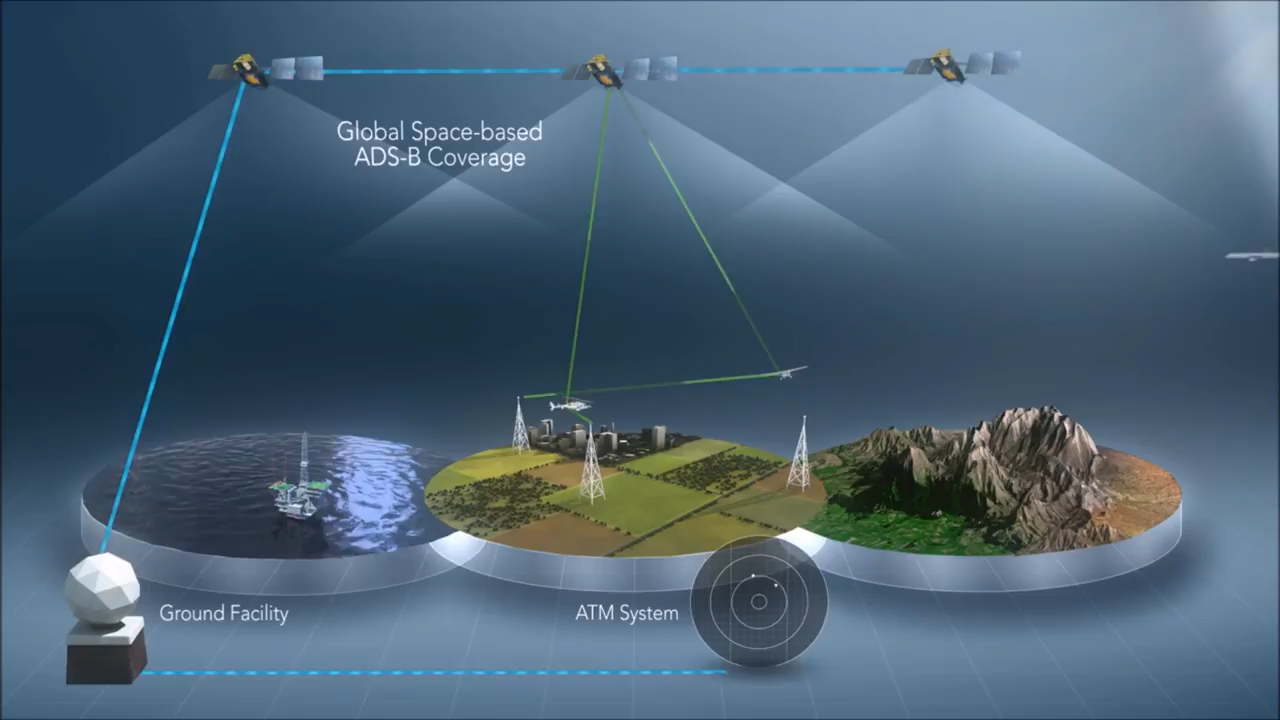 Global Space-based
ADS-B Coverage
Ground Facility
ATM System